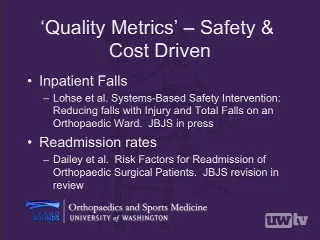 ‘Quality Metrics’ – Safety &
Cost Driven
• Inpatient Falls
– Lohse et al. Systems-Based Safety Intervention:
Reducing falls with Injury and Total Falls on an
Orthopaedic Ward.  JBJS in press
• Readmission rates
– Dailey et al.  Risk Factors for Readmission of
Orthopaedic Surgical Patients.  JBJS revision in
review
Orthopaedics and Sports Medicine
UNIVERSITY of WASHINGTON
uwtv